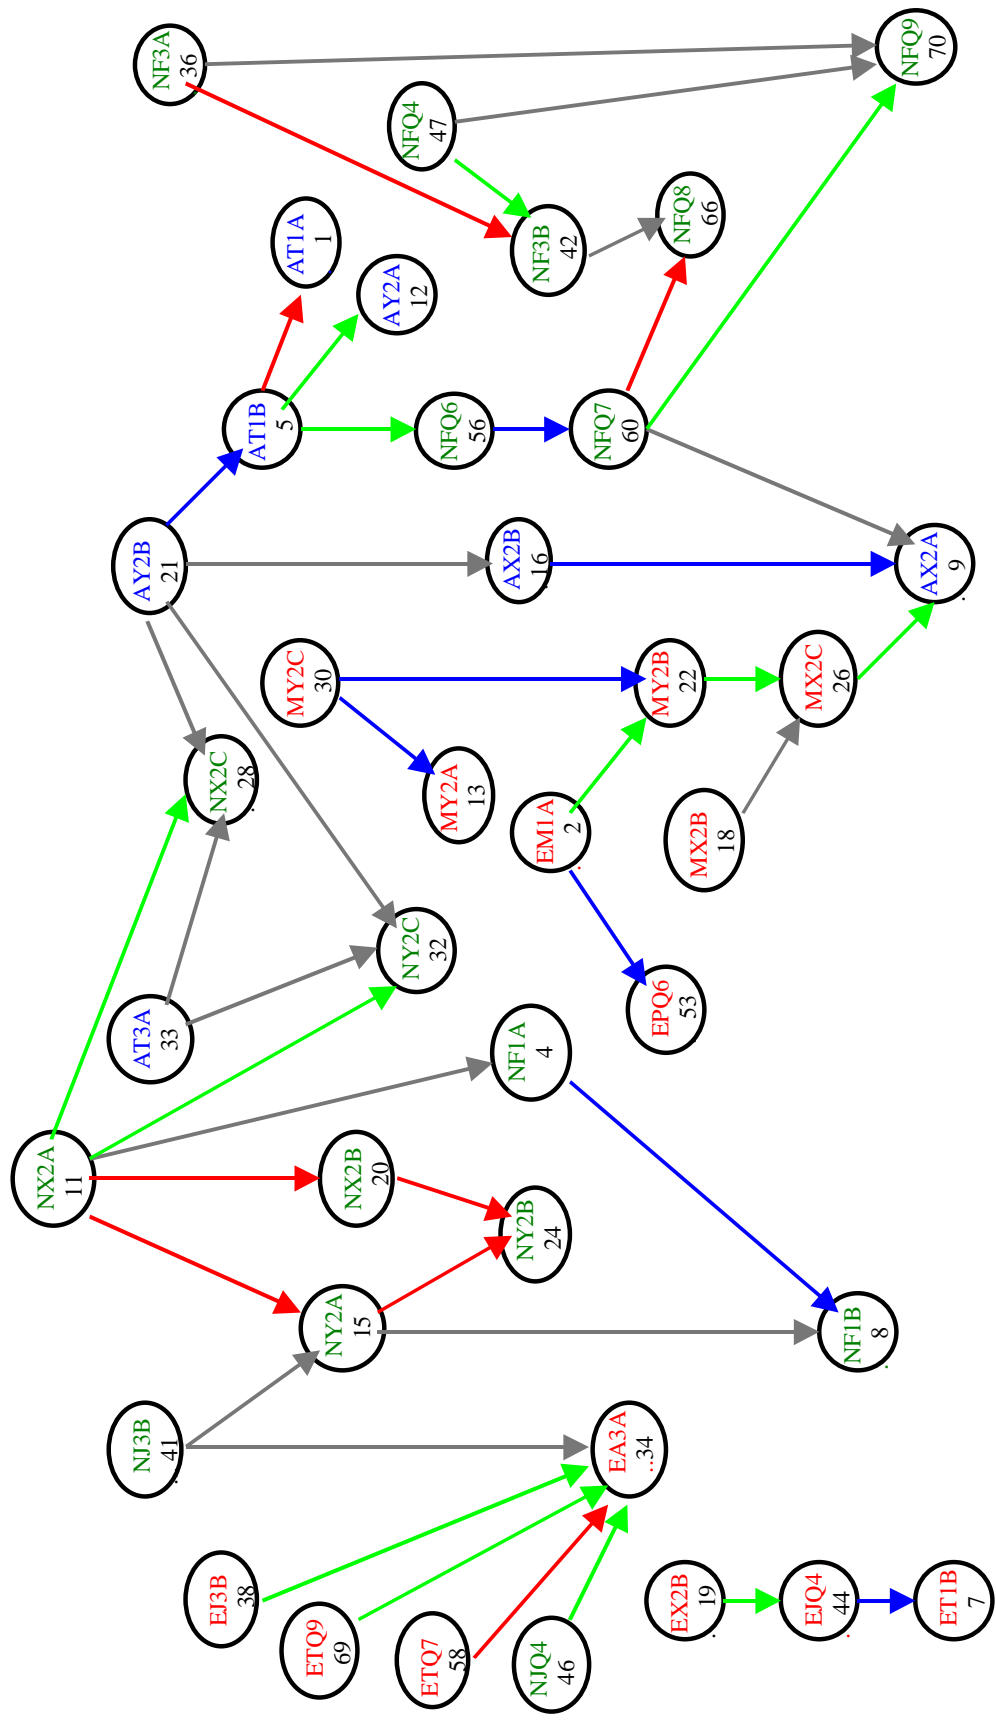 NF3A
36
NFQ9
70
NFQ4
47
NFQ8
66
AT1A
1
NF3B
42
AY2A
12
AT1B
5
NFQ6
56
NFQ7
60
AY2B
21
AX2B
16
AX2A
9
MY2C
30
MY2B
22
MX2C
26
NX2C
28
MY2A
13
EM1A
2
MX2B
18
NY2C
32
EPQ6
53
AT3A
33
NF1A
4
NX2A
11
NX2B
20
NY2B
24
NY2A
15
NF1B
8
NJ3B
41
EA3A
34
EJ3B
38
ETQ9
69
ETQ7
58
NJQ4
46
EX2B
19
EJQ4
44
ET1B
7